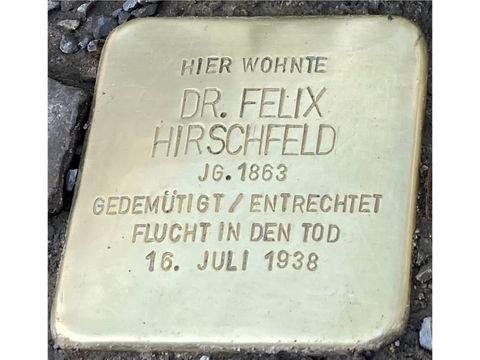 HIER WOHNTE
DR. FELIX
HIRSCHFELD
JG. 1863
GEDEMÜTIGT / ENTRECHTET
FLUCHT IN DEN TOD
16. JULI 1938